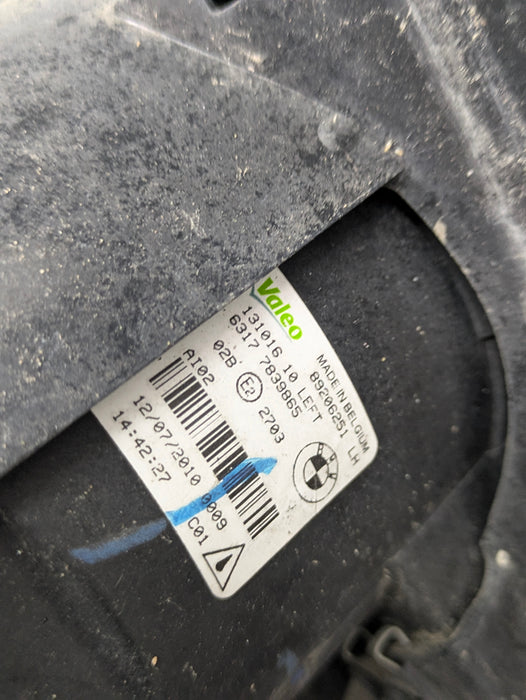 Valeo
MADE IN BELGIUM
131016 10 LEFT 89206251 LH
6317 7839865
02B E2 2703
AI02
12/07/2010 0009
14:42:27 C01